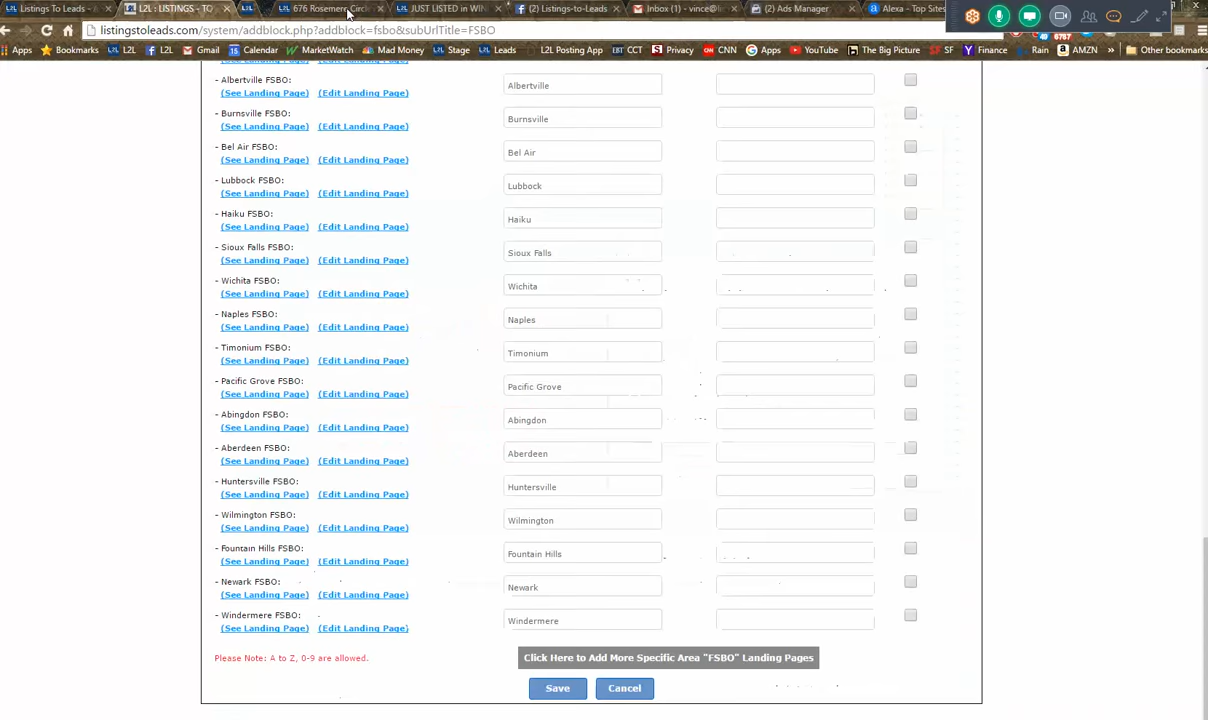 Listings To Leads
L2L : LISTINGS - TO
676 Rosemere Circ
JUST LISTED in WIN
(2) Listings-to-Leads
Inbox (1) - vince@li
(2) Ads Manager
Alexa - Top Sites
listingstoleads.com/system/addblock.php?addblock=fsbo&subUrlTitle=FSBO
Apps Bookmarks L2L L2L Gmail Calendar MarketWatch Mad Money Stage Leads L2L Posting App CCT Privacy CNN Apps YouTube The Big Picture SF Finance Rain AMZN » Other bookmarks
- Albertville FSBO: Albertville
(See Landing Page) (Edit Landing Page)
- Burnsville FSBO: Burnsville
(See Landing Page) (Edit Landing Page)
- Bel Air FSBO: Bel Air
(See Landing Page) (Edit Landing Page)
- Lubbock FSBO: Lubbock
(See Landing Page) (Edit Landing Page)
- Haiku FSBO: Haiku
(See Landing Page) (Edit Landing Page)
- Sioux Falls FSBO: Sioux Falls
(See Landing Page) (Edit Landing Page)
- Wichita FSBO: Wichita
(See Landing Page) (Edit Landing Page)
- Naples FSBO: Naples
(See Landing Page) (Edit Landing Page)
- Timonium FSBO: Timonium
(See Landing Page) (Edit Landing Page)
- Pacific Grove FSBO: Pacific Grove
(See Landing Page) (Edit Landing Page)
- Abingdon FSBO: Abingdon
(See Landing Page) (Edit Landing Page)
- Aberdeen FSBO: Aberdeen
(See Landing Page) (Edit Landing Page)
- Huntersville FSBO: Huntersville
(See Landing Page) (Edit Landing Page)
- Wilmington FSBO: Wilmington
(See Landing Page) (Edit Landing Page)
- Fountain Hills FSBO: Fountain Hills
(See Landing Page) (Edit Landing Page)
- Newark FSBO: Newark
(See Landing Page) (Edit Landing Page)
- Windermere FSBO: Windermere
(See Landing Page) (Edit Landing Page)
Please Note: A to Z, 0-9 are allowed.
Click Here to Add More Specific Area "FSBO" Landing Pages
Save Cancel